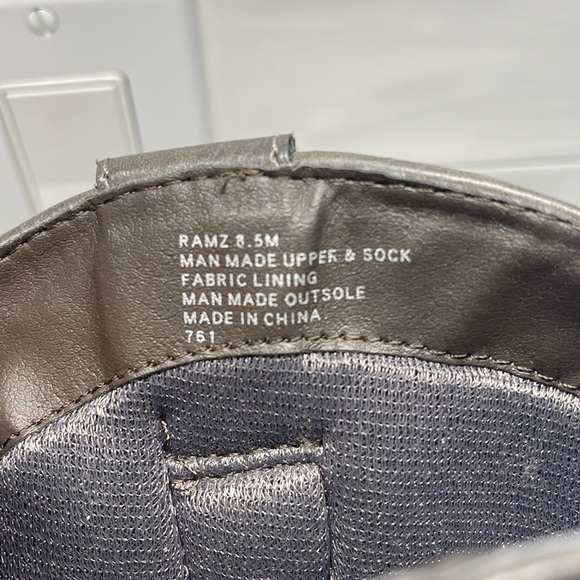 RAMZ 8.5M
MAN MADE UPPER & SOCK
FABRIC LINING
MAN MADE OUTSOLE
MADE IN CHINA
761